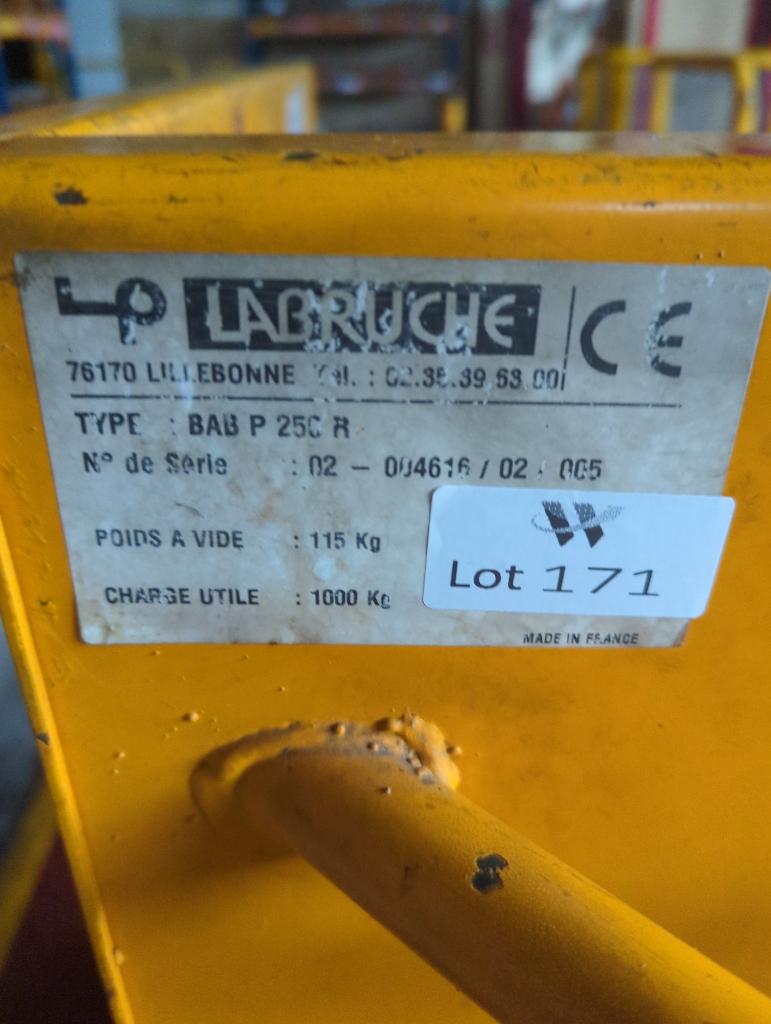 LABRUCHE CE
76170 LILLEBONNE Tél. : 02.35.39.53.00
TYPE : BAB P 250 R
N° de Série : 02 - 004616 / 02 / 005
POIDS A VIDE : 115 Kg
CHARGE UTILE : 1000 Kg
Lot 171
MADE IN FRANCE